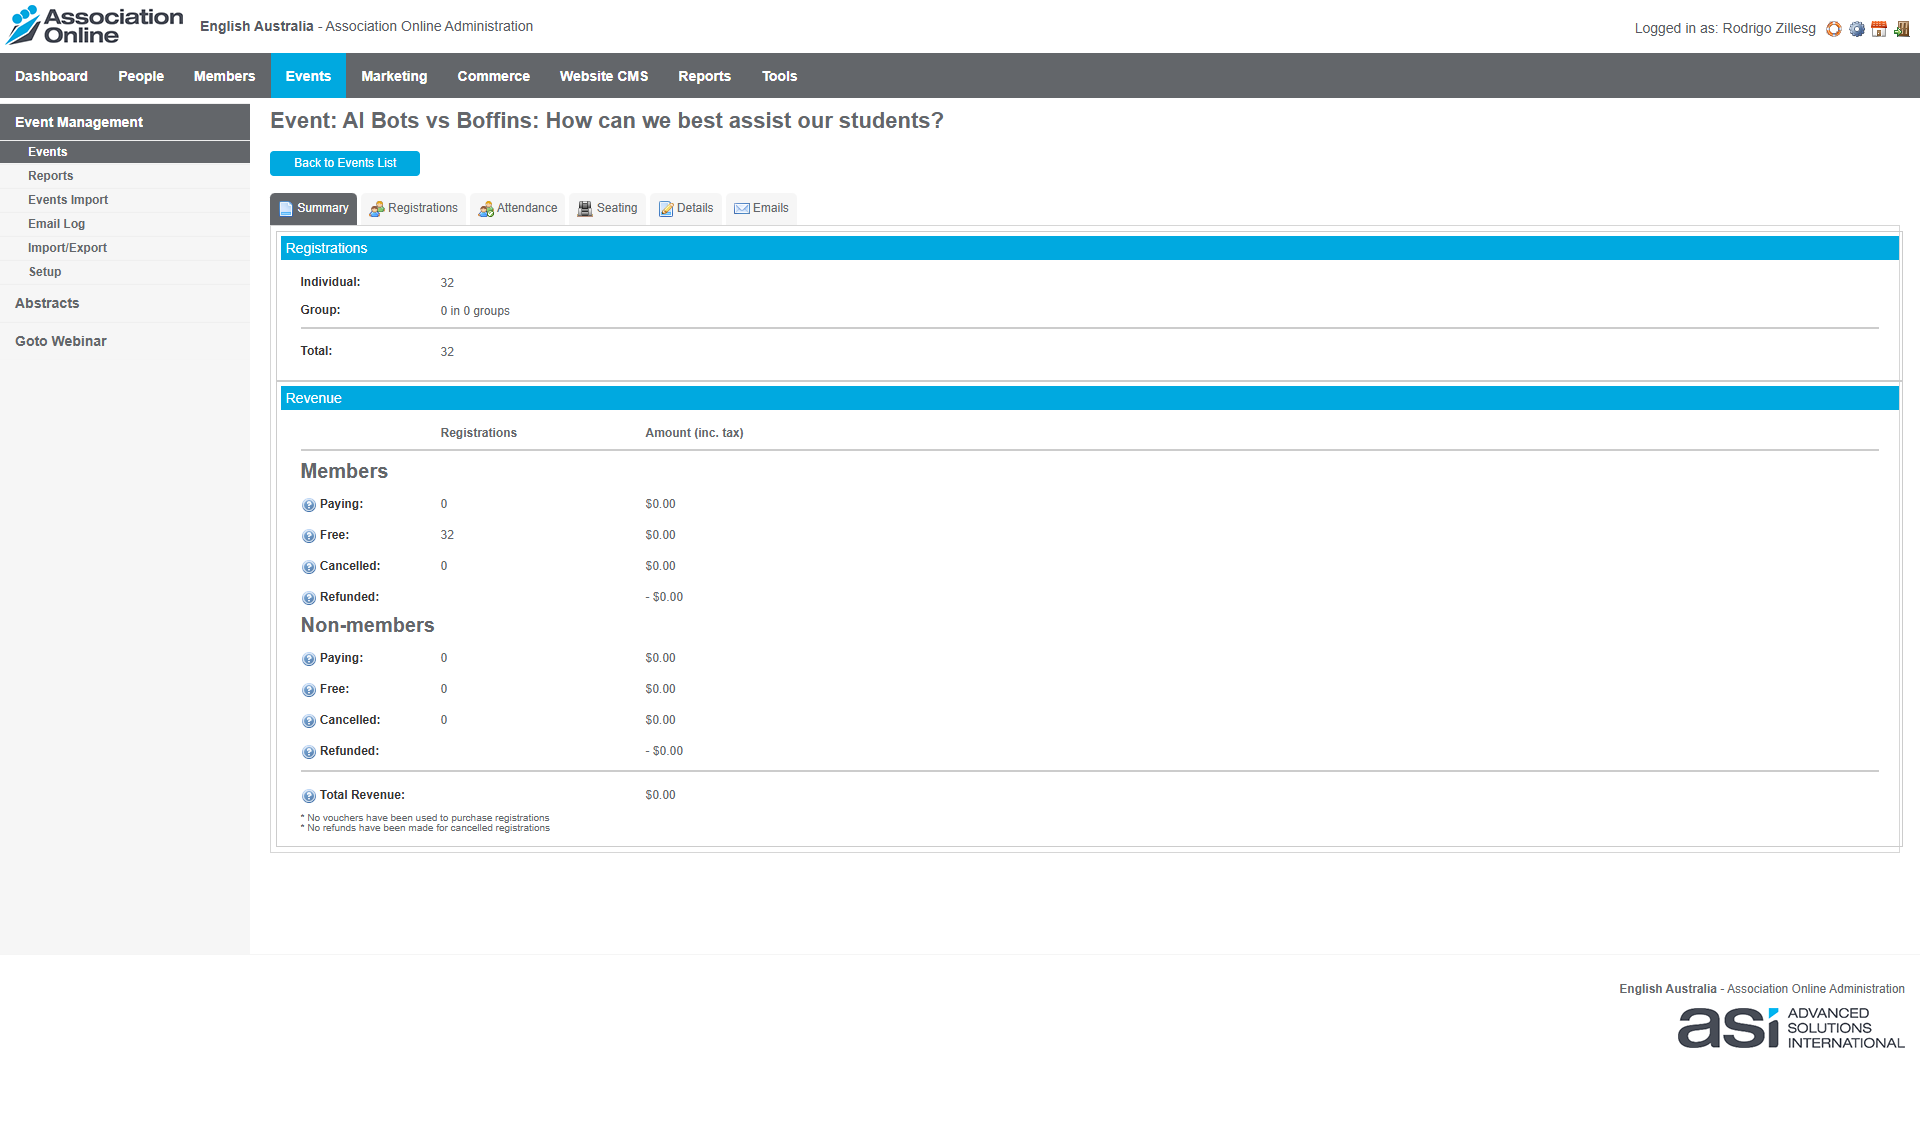 Association Online
English Australia - Association Online Administration
Logged in as: Rodrigo Zillesg
Dashboard People Members Events Marketing Commerce Website CMS Reports Tools
Event Management
Events
Reports
Events Import
Email Log
Import/Export
Setup
Abstracts
Goto Webinar
Event: AI Bots vs Boffins: How can we best assist our students?
Back to Events List
Summary Registrations Attendance Seating Details Emails
Registrations
Individual: 32
Group: 0 in 0 groups
Total: 32
Revenue
Registrations Amount (inc. tax)
Members
Paying: 0 $0.00
Free: 32 $0.00
Cancelled: 0 $0.00
Refunded: - $0.00
Non-members
Paying: 0 $0.00
Free: 0 $0.00
Cancelled: 0 $0.00
Refunded: - $0.00
Total Revenue: $0.00
* No vouchers have been used to purchase registrations
* No refunds have been made for cancelled registrations
English Australia - Association Online Administration
asi ADVANCED
SOLUTIONS
INTERNATIONAL